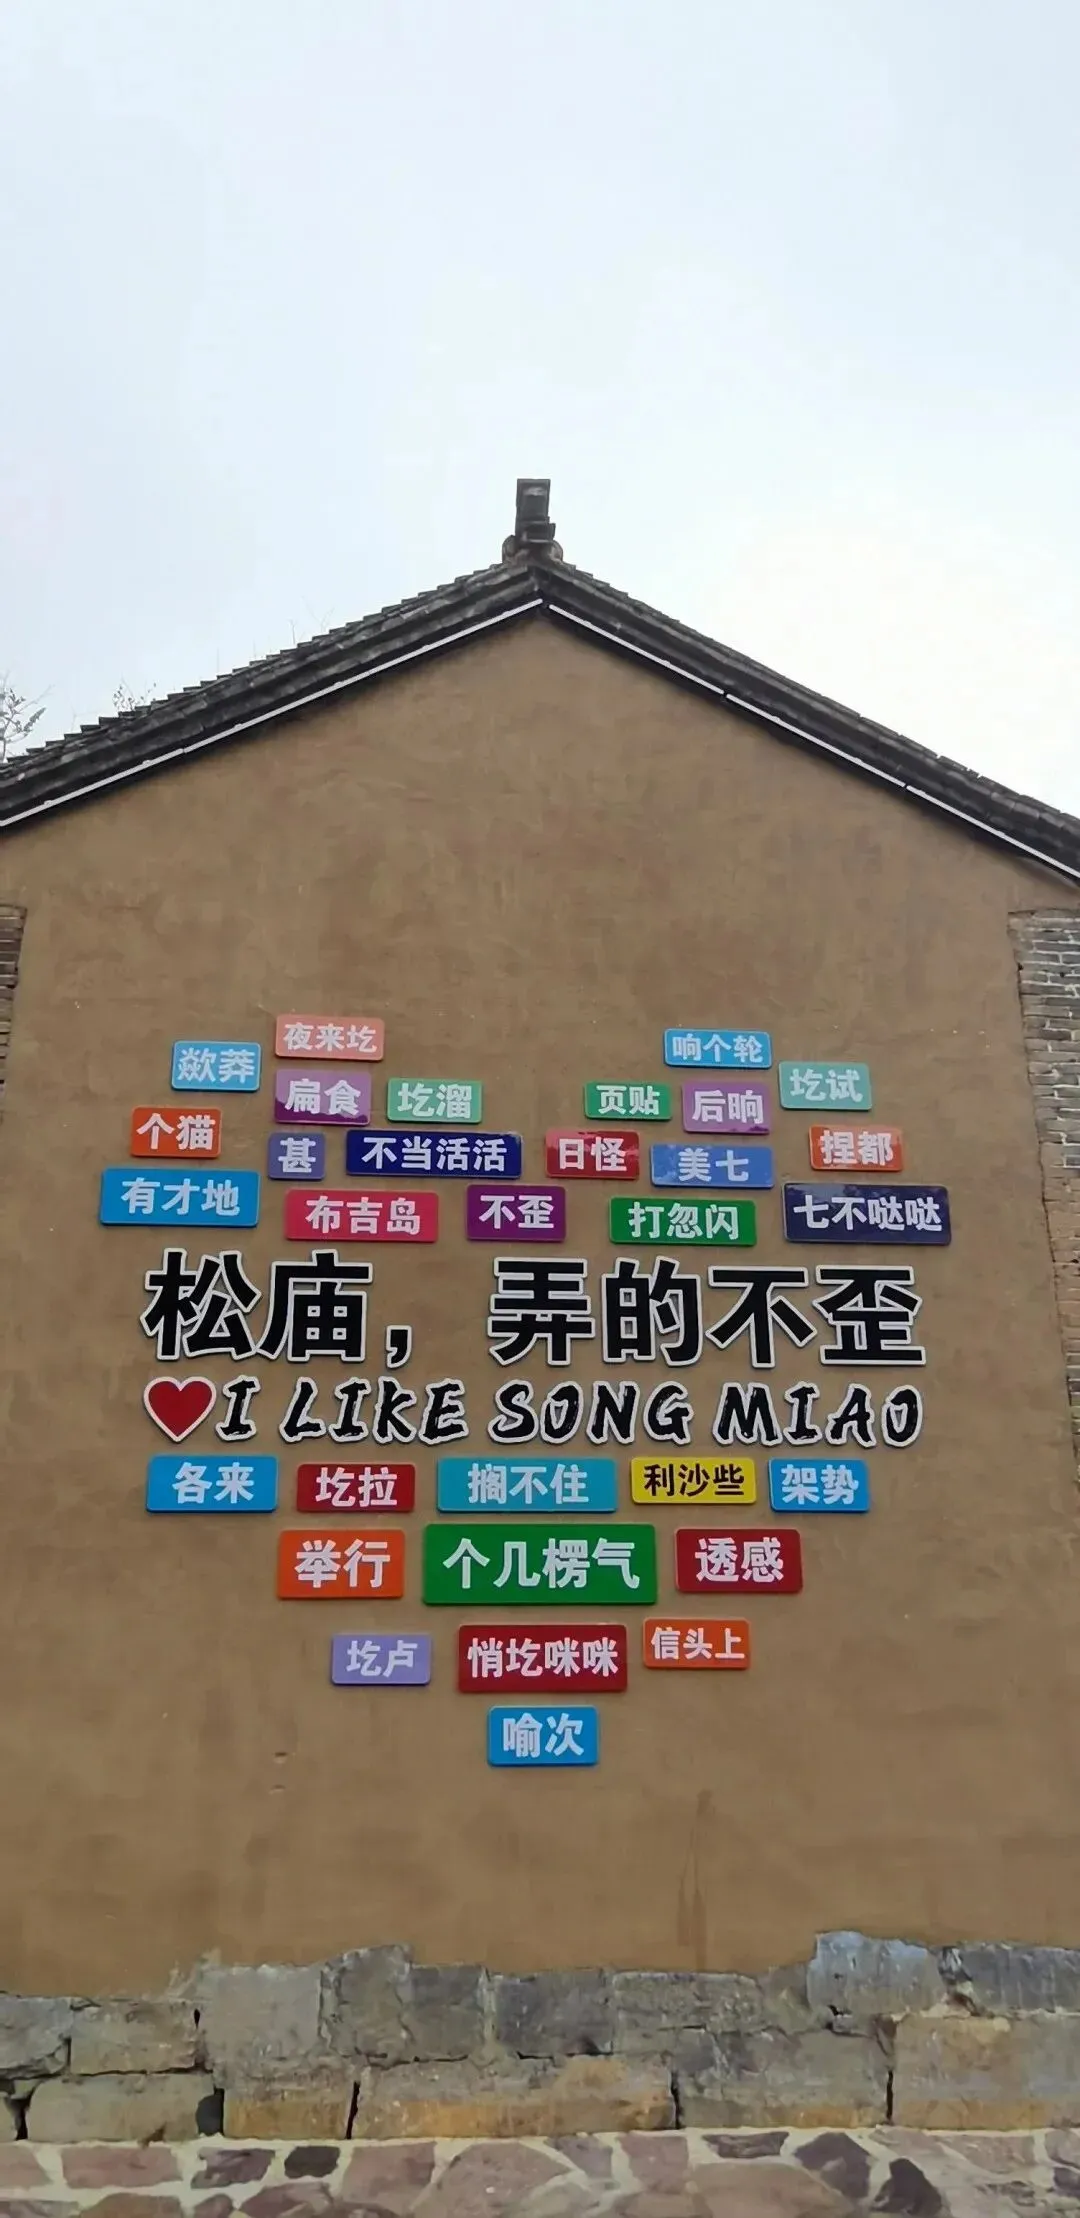 夜来圪
歘莽
响个轮
圪试
扁食
圪溜
页贴
后晌
个猫
甚
不当活活
日怪
美七
捏都
有才地
布吉岛
不歪
打忽闪
七不哒哒
松庙，弄的不歪
I LIKE SONG MIAO
各来
圪拉
搁不住
利沙些
架势
举行
个几楞气
透感
圪卢
悄圪咪咪
信头上
喻次